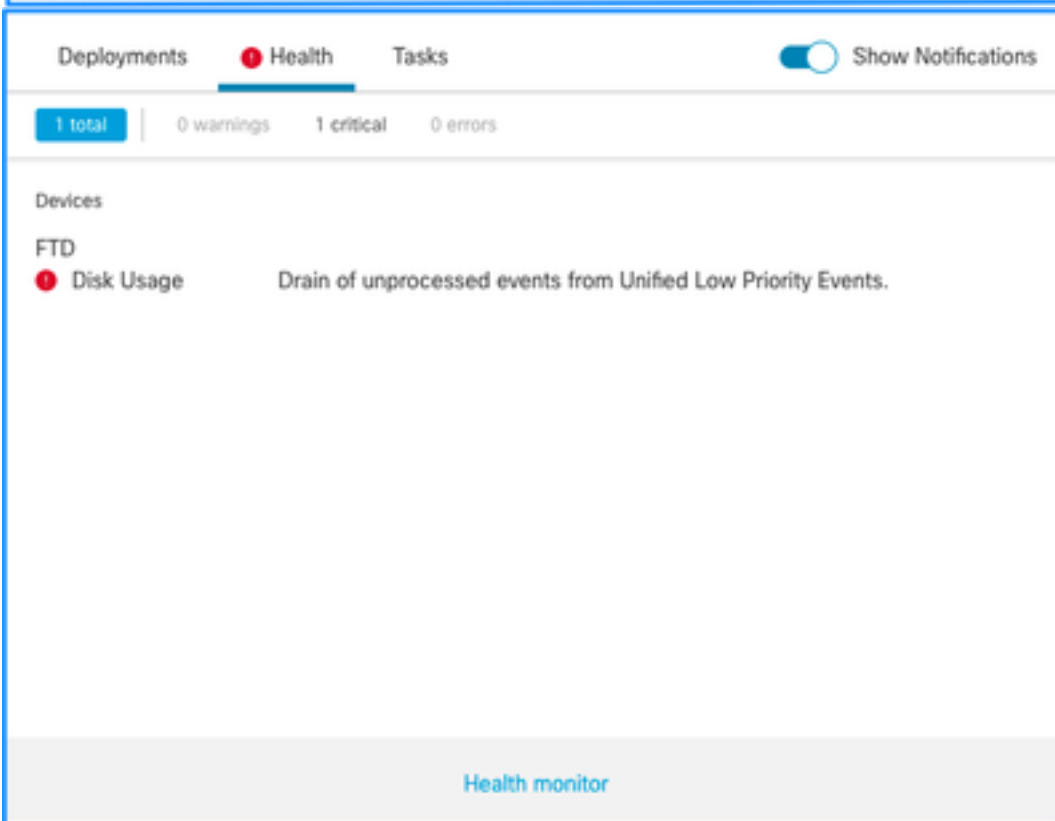 Deployments Health Tasks Show Notifications
1 total 0 warnings 1 critical 0 errors
Devices
FTD
Disk Usage Drain of unprocessed events from Unified Low Priority Events.
Health monitor